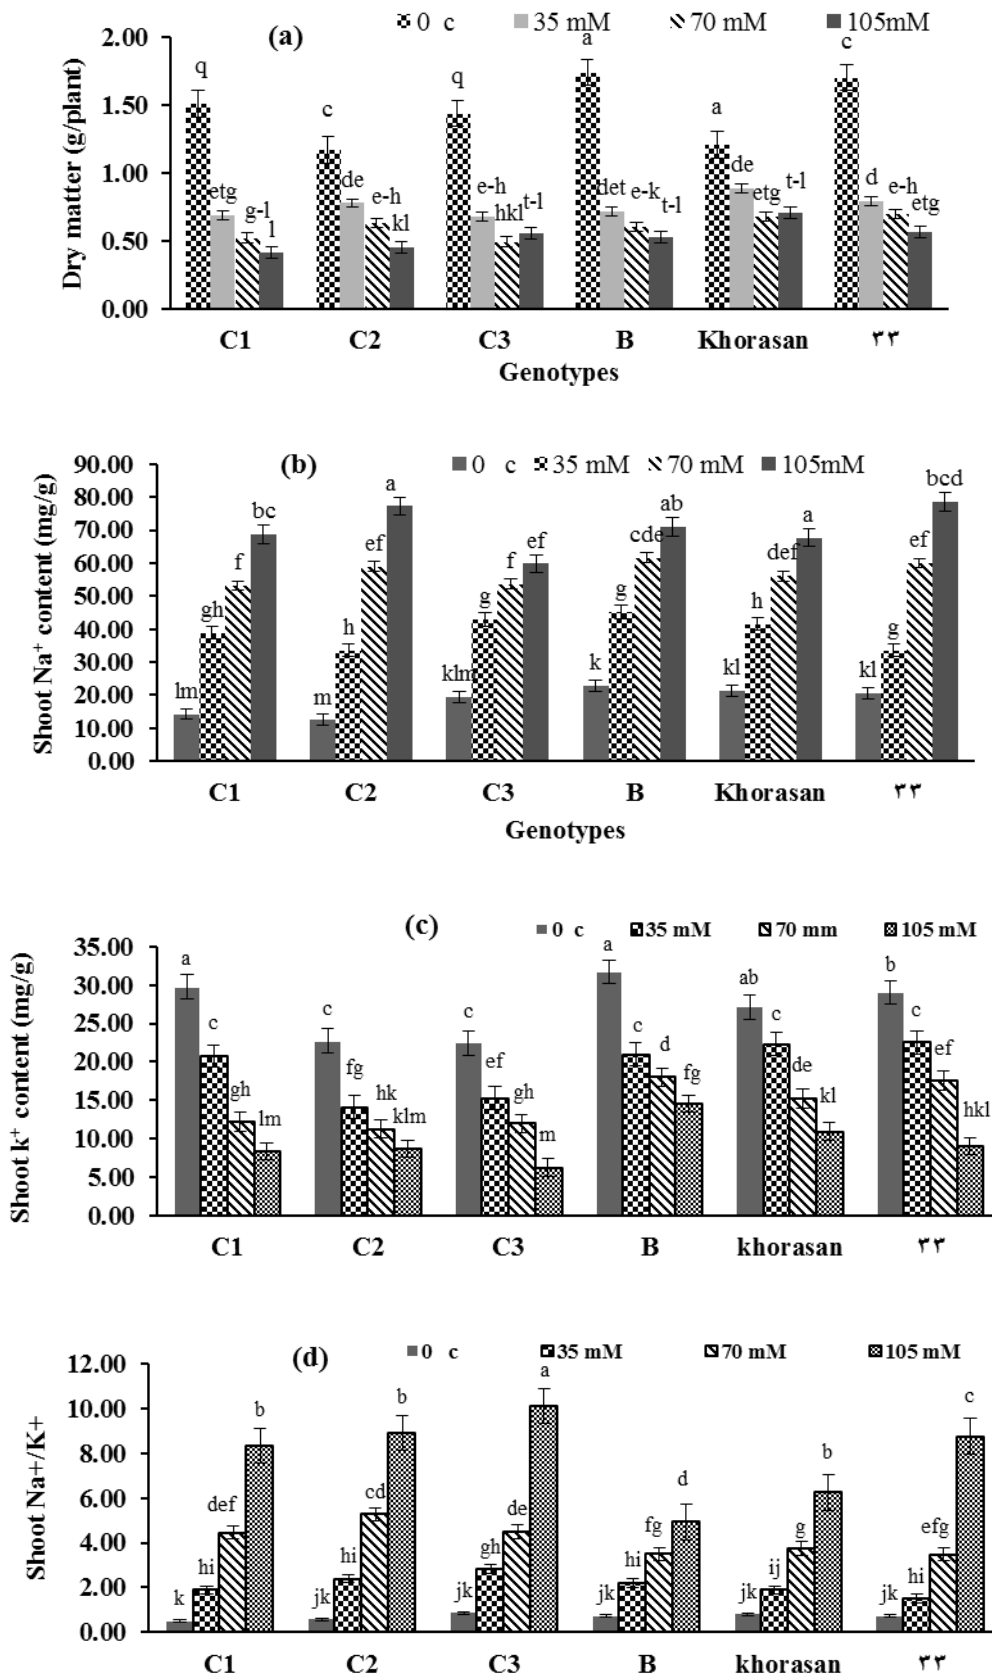 (a)
0 c 35 mM 70 mM 105mM
Dry matter (g/plant)
2.00
1.50
1.00
0.50
0.00
q etg g-l l
c de e-h kl
q e-h hkl t-l
a det e-k t-l
a de etg t-l
c d e-h etg
C1 C2 C3 B Khorasan ۳۳
Genotypes
(b)
0 c 35 mM 70 mM 105mM
Shoot Na⁺ content (mg/g)
90.00
80.00
70.00
60.00
50.00
40.00
30.00
20.00
10.00
0.00
lm gh f bc
m h ef a
klm g f ef
k g cde ab
kl h def a
kl g ef bcd
C1 C2 C3 B Khorasan ۳۳
Genotypes
(c)
0 c 35 mM 70 mm 105 mM
Shoot k⁺ content (mg/g)
35.00
30.00
25.00
20.00
15.00
10.00
5.00
0.00
a c gh lm
c fg hk klm
c ef gh m
a c d fg
ab c de kl
b c ef hkl
C1 C2 C3 B khorasan ۳۳
(d)
0 c 35 mM 70 mM 105 mM
Shoot Na+/K+
12.00
10.00
8.00
6.00
4.00
2.00
0.00
k hi def b
jk hi cd b
jk gh de a
jk hi fg d
jk ij g b
jk hi efg c
C1 C2 C3 B khorasan ۳۳